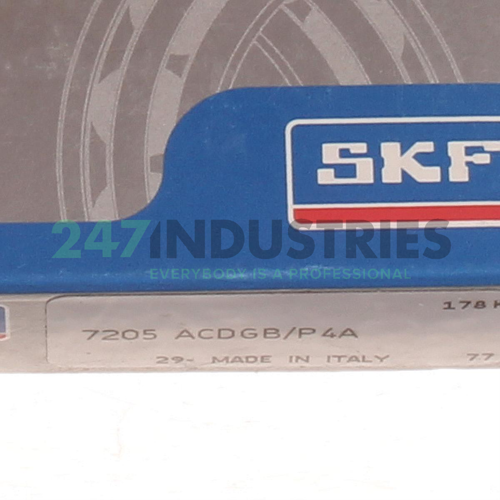 SKF
247INDUSTRIES
EVERYBODY IS A PROFESSIONAL
178
7205 ACDGB/P4A
29- MADE IN ITALY 77